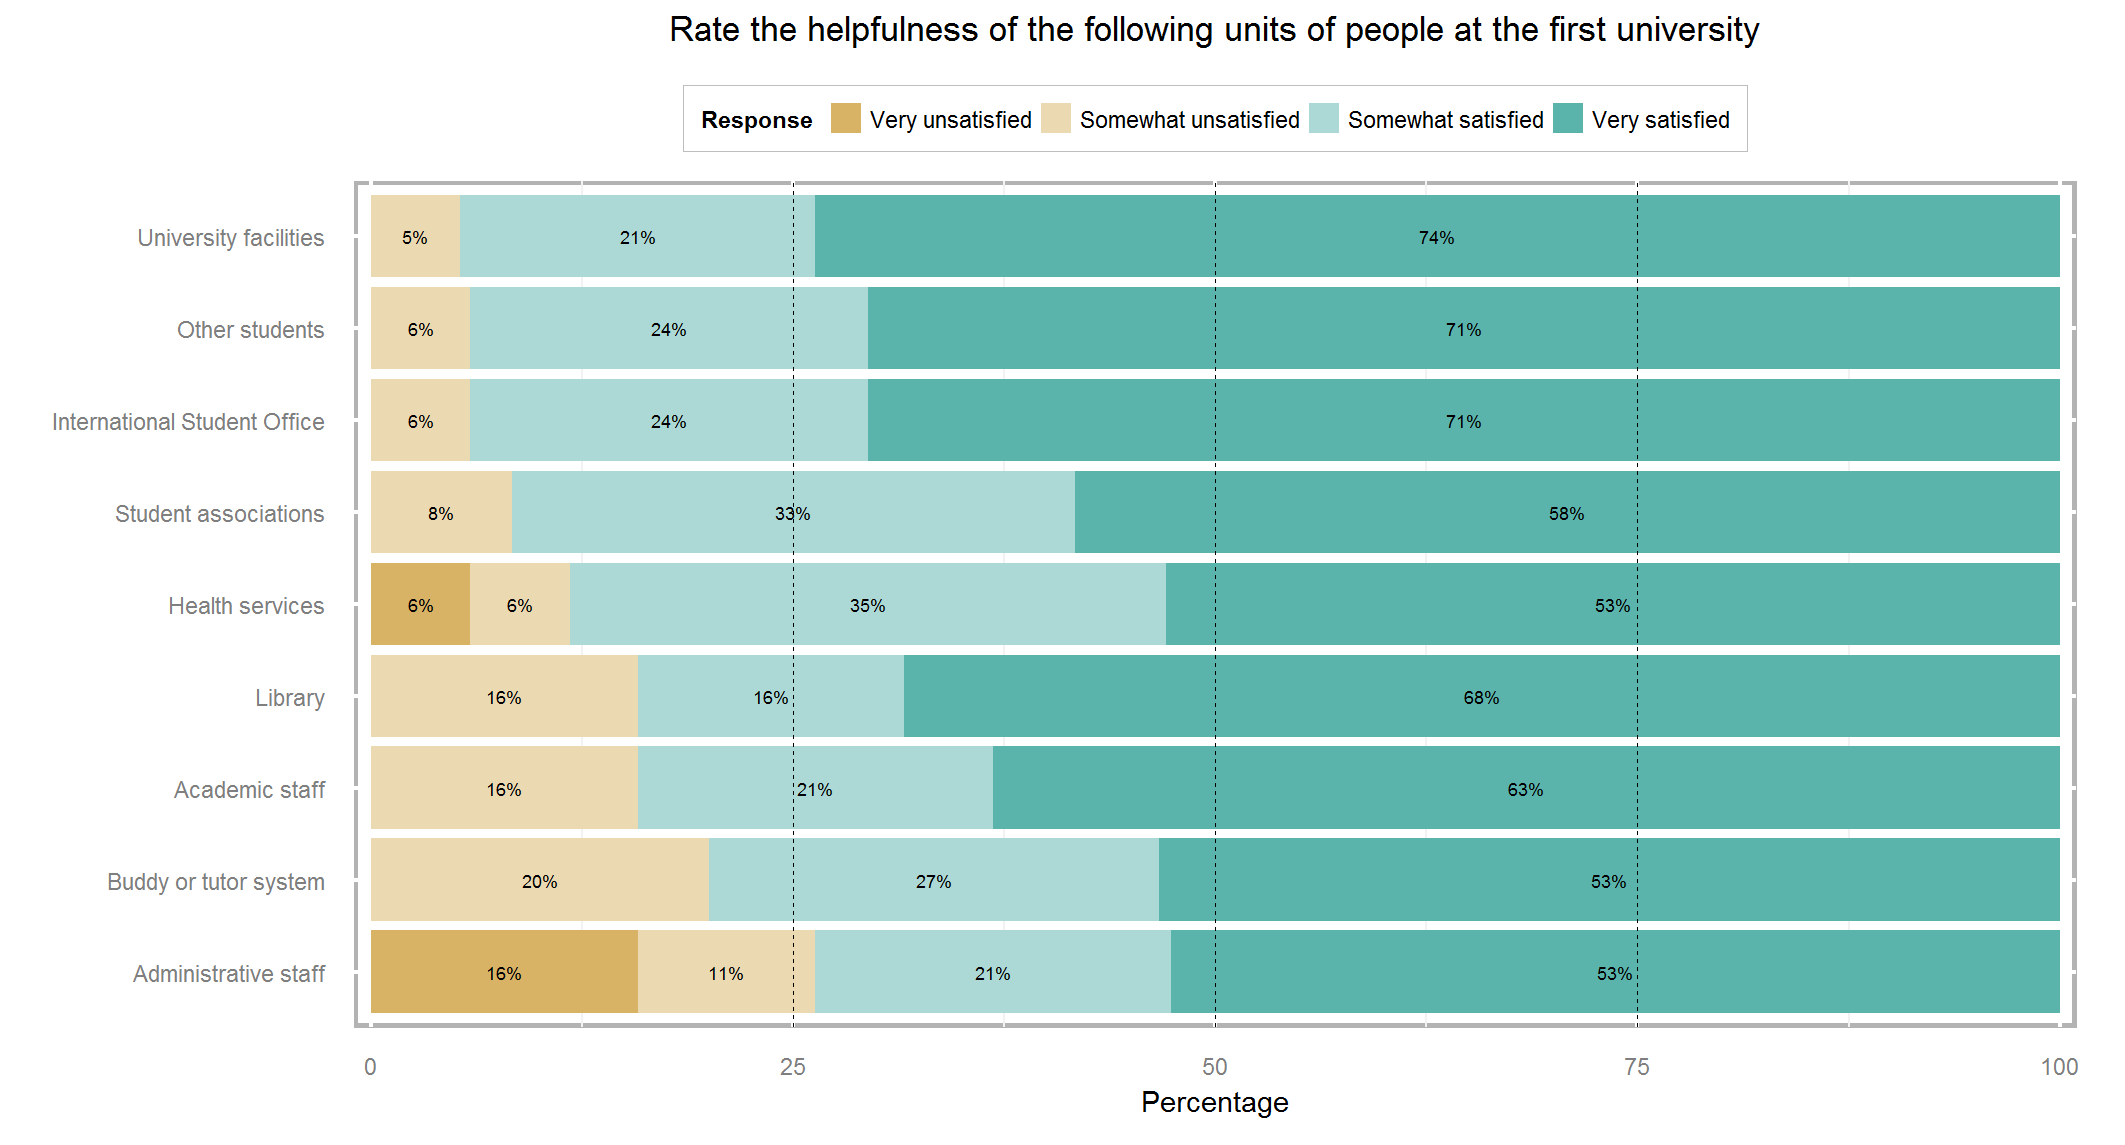 Rate the helpfulness of the following units of people at the first university
Response Very unsatisfied Somewhat unsatisfied Somewhat satisfied Very satisfied
University facilities 5% 21% 74%
Other students 6% 24% 71%
International Student Office 6% 24% 71%
Student associations 8% 33% 58%
Health services 6% 6% 35% 53%
Library 16% 16% 68%
Academic staff 16% 21% 63%
Buddy or tutor system 20% 27% 53%
Administrative staff 16% 11% 21% 53%
0 25 50 75 100
Percentage